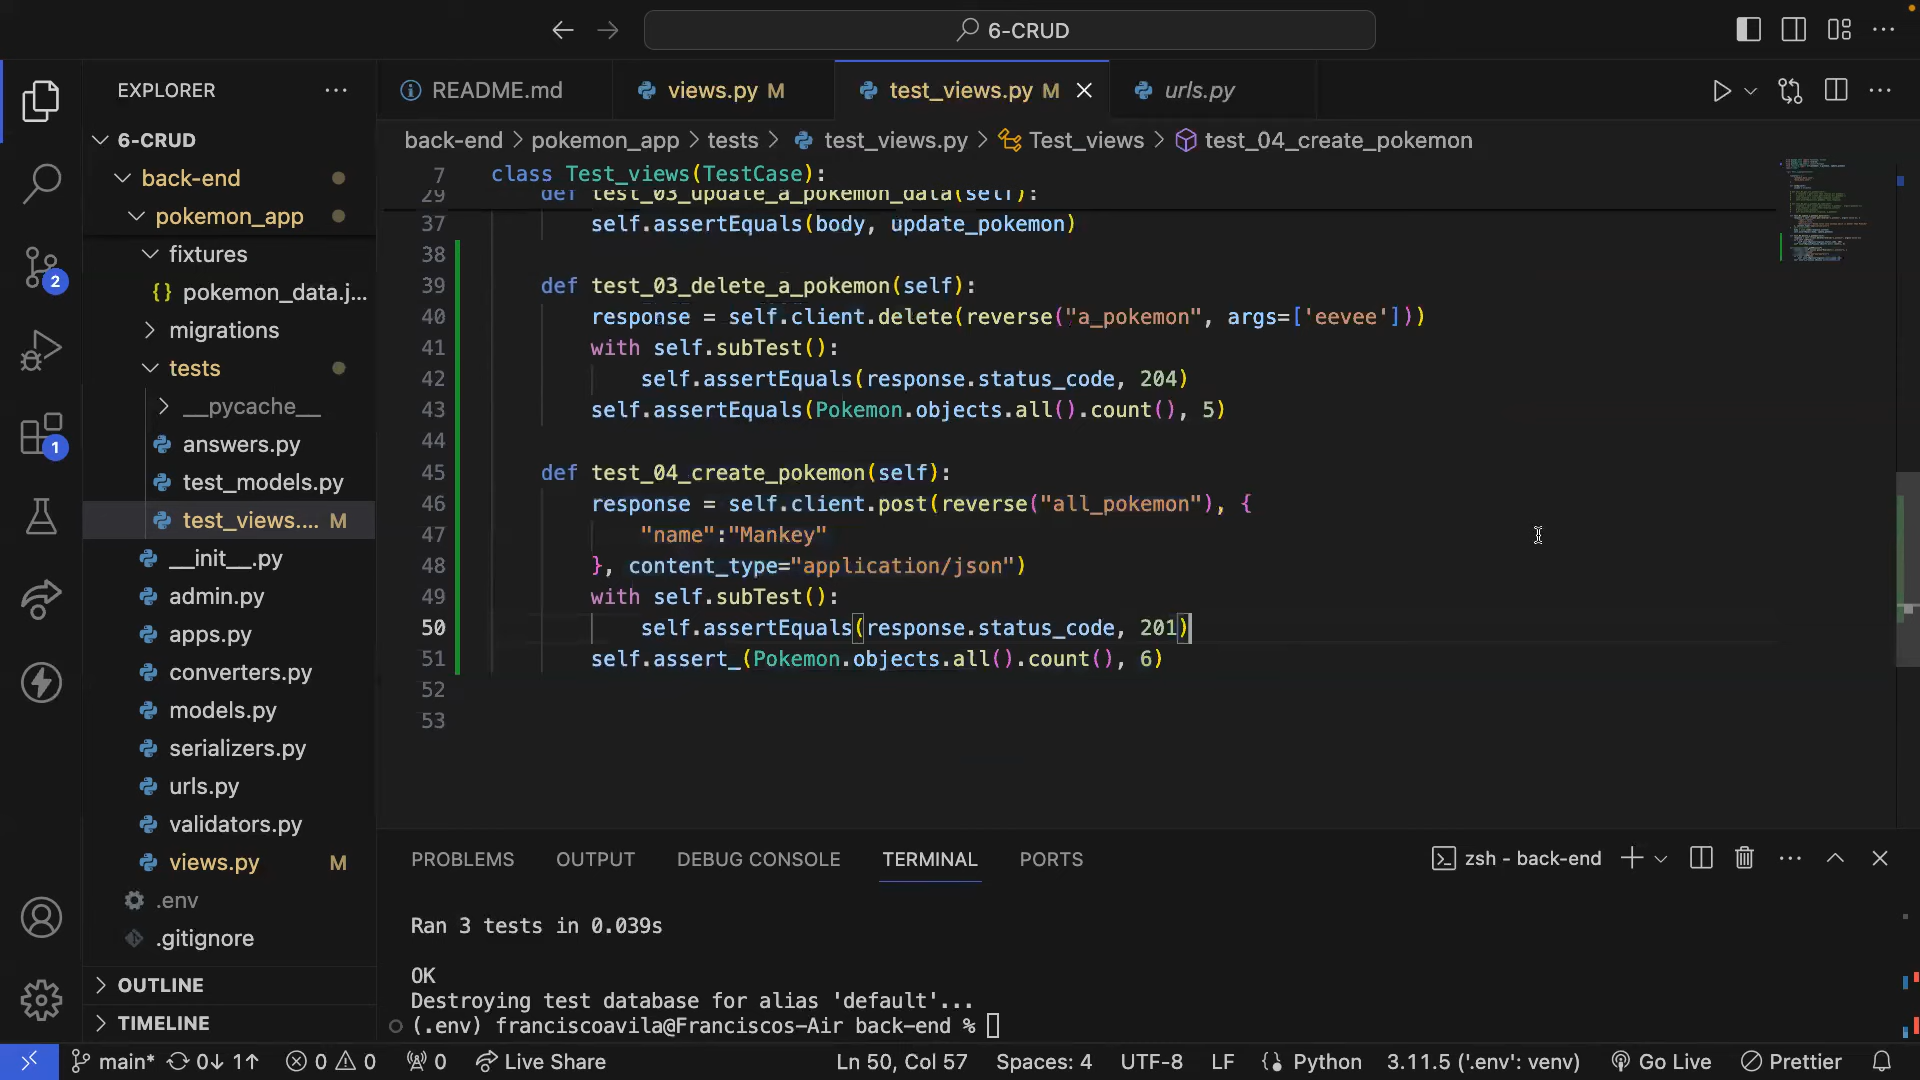 6-CRUD
EXPLORER
6-CRUD
back-end
pokemon_app
fixtures
{} pokemon_data.j...
migrations
tests
__pycache__
answers.py
test_models.py
test_views.... M
__init__.py
admin.py
apps.py
converters.py
models.py
serializers.py
urls.py
validators.py
views.py M
.env
.gitignore
OUTLINE
TIMELINE
2
1
README.md
views.py M
test_views.py M
urls.py
back-end > pokemon_app > tests > test_views.py > Test_views > test_04_create_pokemon
7 class Test_views(TestCase):
29 def test_03_update_a_pokemon_data(self):
37 self.assertEquals(body, update_pokemon)
38
39 def test_03_delete_a_pokemon(self):
40 response = self.client.delete(reverse("a_pokemon", args=['eevee']))
41 with self.subTest():
42 self.assertEquals(response.status_code, 204)
43 self.assertEquals(Pokemon.objects.all().count(), 5)
44
45 def test_04_create_pokemon(self):
46 response = self.client.post(reverse("all_pokemon"), {
47 "name":"Mankey"
48 }, content_type="application/json")
49 with self.subTest():
50 self.assertEquals(response.status_code, 201)
51 self.assert_(Pokemon.objects.all().count(), 6)
52
53
PROBLEMS OUTPUT DEBUG CONSOLE TERMINAL PORTS
zsh - back-end
Ran 3 tests in 0.039s
OK
Destroying test database for alias 'default'...
(.env) franciscoavila@Franciscos-Air back-end %
main* 0↓ 1↑ 0 0 0 Live Share Ln 50, Col 57 Spaces: 4 UTF-8 LF {} Python 3.11.5 ('.env': venv) Go Live Prettier